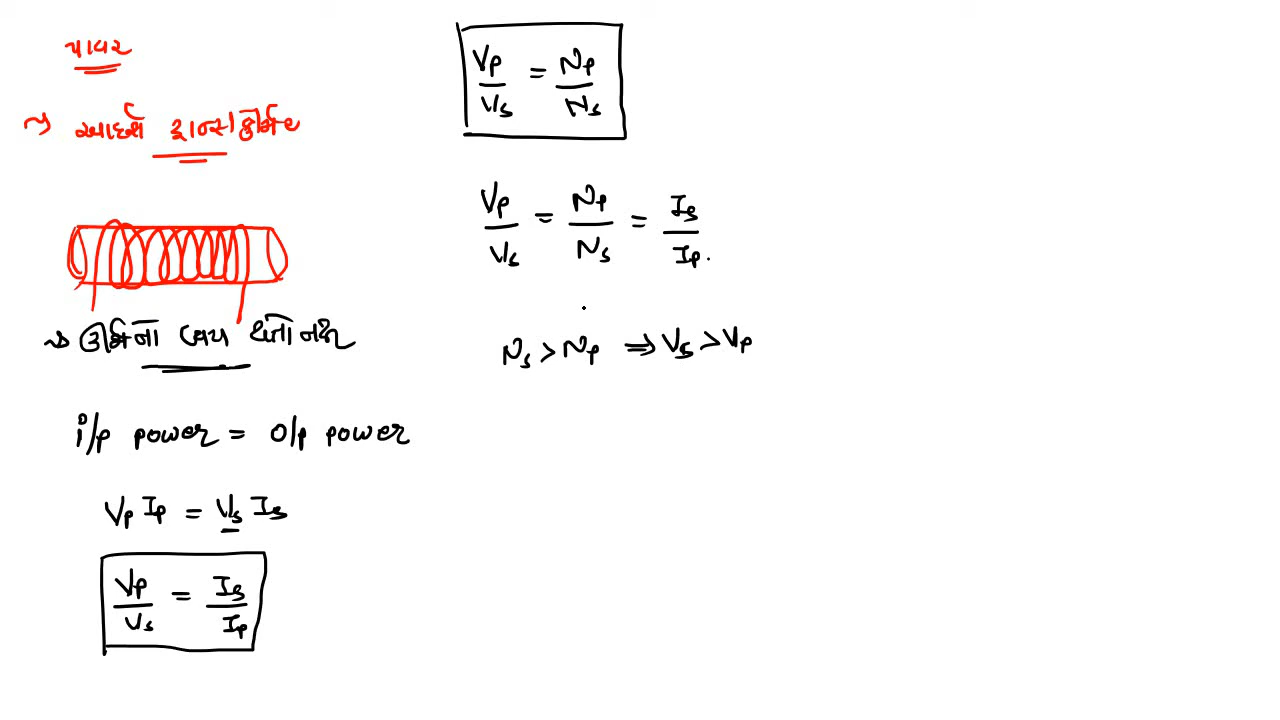 પાવર
~> આદર્શ ટ્રાન્સફોર્મર
~> ઊર્જાનો વ્યય થતો નથી
i/p power = o/p power
Vp Ip = Vs Is
Vp/Vs = Is/Ip
Vp/Vs = Np/Ns
Vp/Vs = Np/Ns = Is/Ip.
Ns > Np ⇒ Vs > Vp